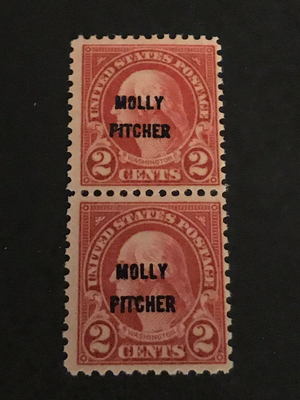 UNITED STATES POSTAGE
MOLLY
PITCHER
WASHINGTON
2 CENTS 2
UNITED STATES POSTAGE
MOLLY
PITCHER
WASHINGTON
2 CENTS 2